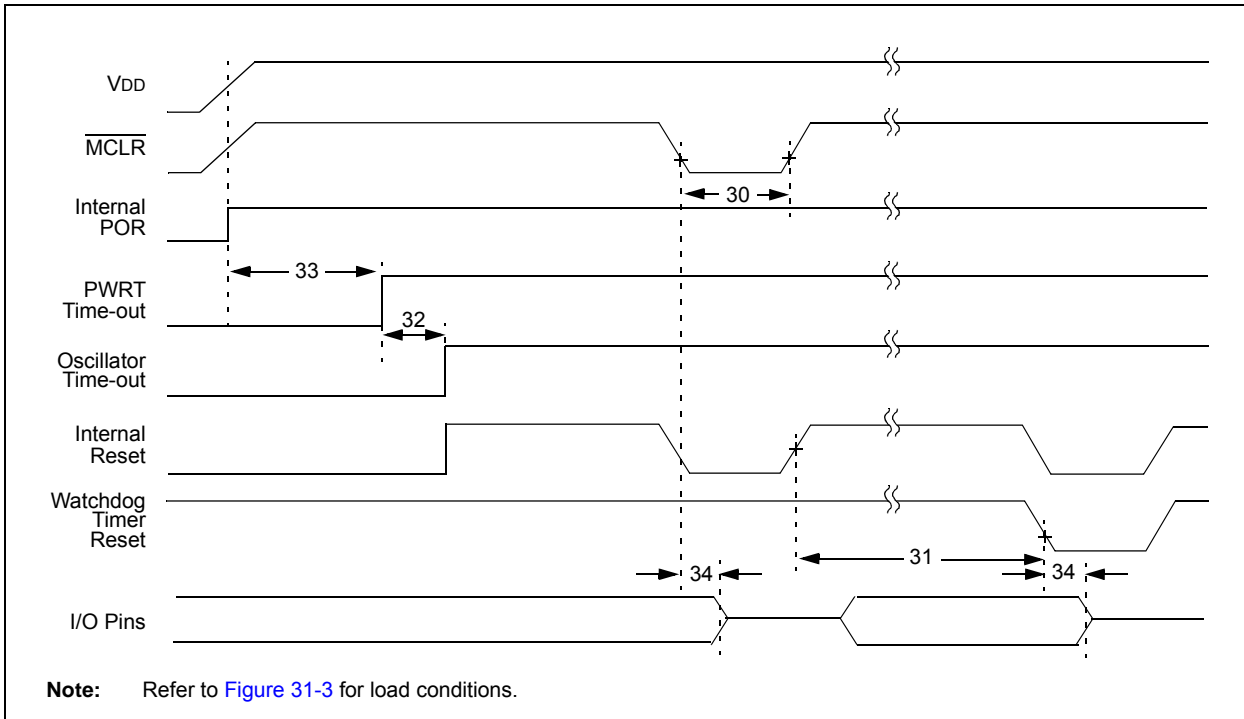 VDD
MCLR
30
Internal
POR
33
PWRT
Time-out
32
Oscillator
Time-out
Internal
Reset
Watchdog
Timer
Reset
31
34
34
I/O Pins
Note: Refer to Figure 31-3 for load conditions.